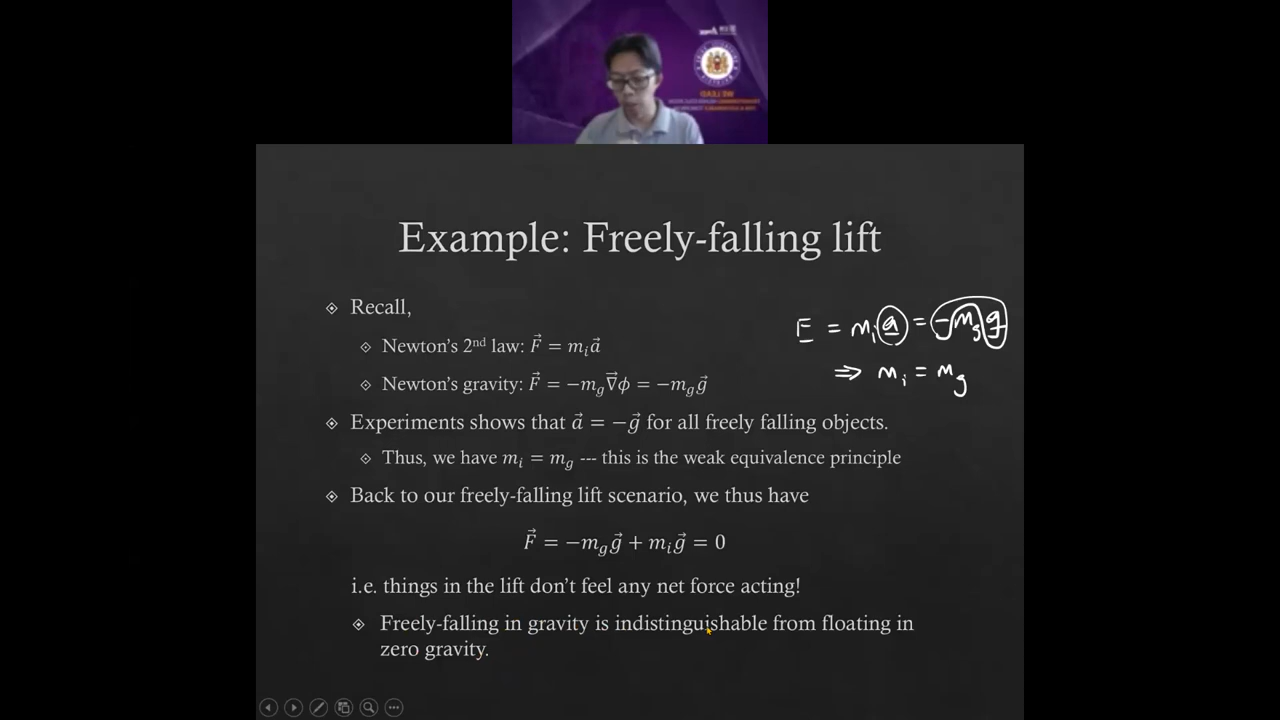 Example: Freely-falling lift
Recall,
Newton's 2nd law: F⃗ = mᵢa⃗
Newton's gravity: F⃗ = −m_g∇⃗ϕ = −m_g g⃗
F = mᵢ a = −m_g g
⇒ mᵢ = m_g
Experiments shows that a⃗ = −g⃗ for all freely falling objects.
Thus, we have mᵢ = m_g --- this is the weak equivalence principle
Back to our freely-falling lift scenario, we thus have
F⃗ = −m_g g⃗ + mᵢg⃗ = 0
i.e. things in the lift don't feel any net force acting!
Freely-falling in gravity is indistinguishable from floating in
zero gravity.